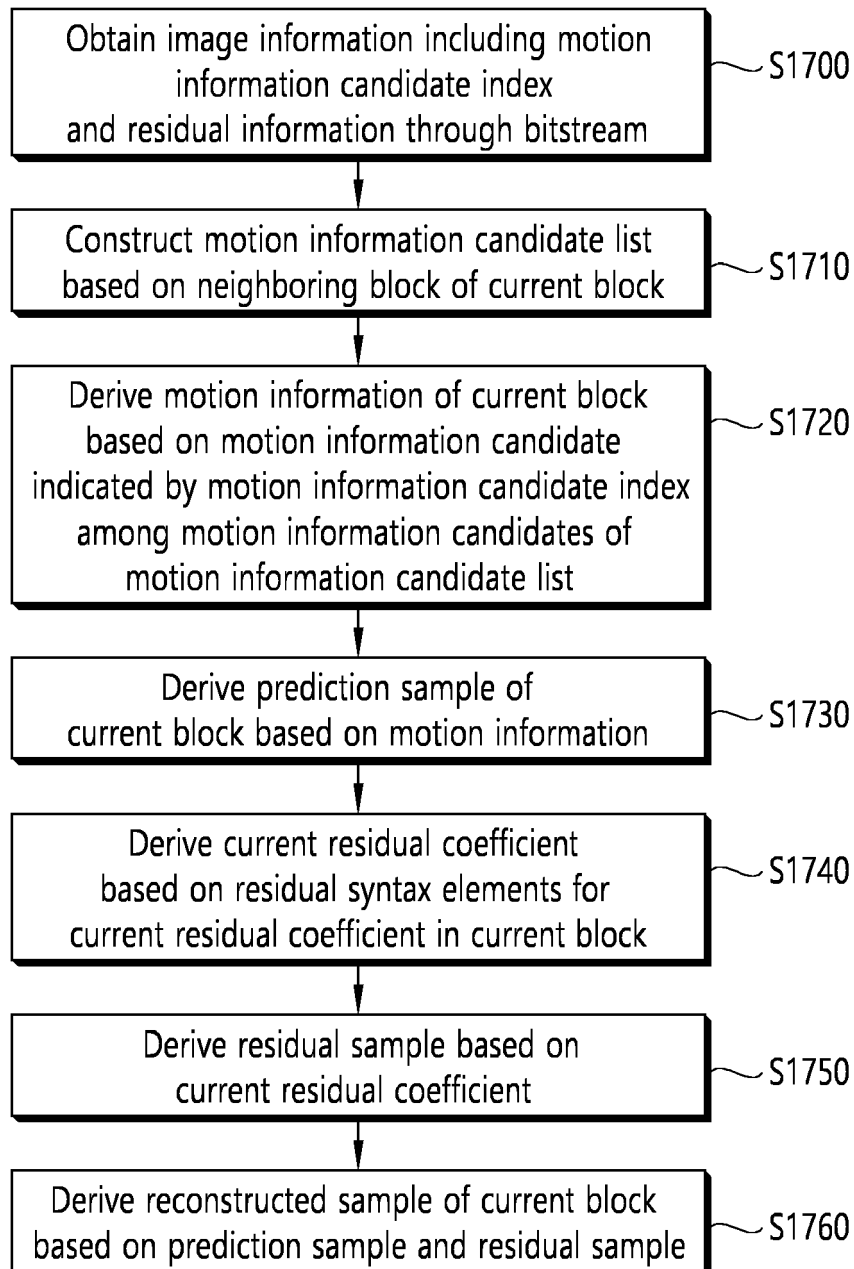 Obtain image information including motion
information candidate index
and residual information through bitstream
S1700
Construct motion information candidate list
based on neighboring block of current block
S1710
Derive motion information of current block
based on motion information candidate
indicated by motion information candidate index
among motion information candidates of
motion information candidate list
S1720
Derive prediction sample of
current block based on motion information
S1730
Derive current residual coefficient
based on residual syntax elements for
current residual coefficient in current block
S1740
Derive residual sample based on
current residual coefficient
S1750
Derive reconstructed sample of current block
based on prediction sample and residual sample
S1760